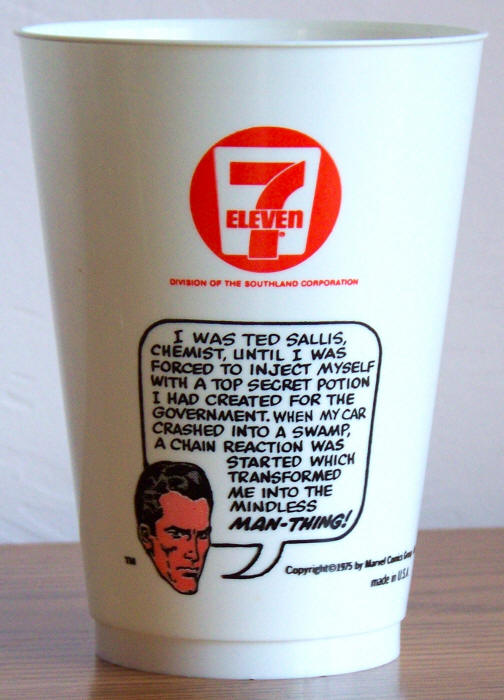 7
ELEVEn
®
DIVISION OF THE SOUTHLAND CORPORATION
I WAS TED SALLIS,
CHEMIST, UNTIL I WAS
FORCED TO INJECT MYSELF
WITH A TOP SECRET POTION
I HAD CREATED FOR THE
GOVERNMENT. WHEN MY CAR
CRASHED INTO A SWAMP,
A CHAIN REACTION WAS
STARTED WHICH
TRANSFORMED
ME INTO THE
MINDLESS
MAN-THING!
TM
Copyright © 1975 by Marvel Comics
made in U.S.A.